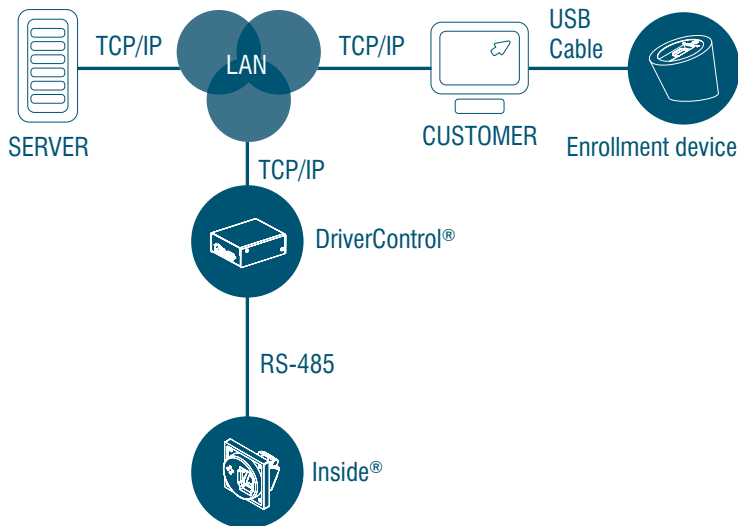 TCP/IP
LAN
TCP/IP
USB
Cable
SERVER
CUSTOMER
Enrollment device
TCP/IP
DriverControl®
RS-485
Inside®